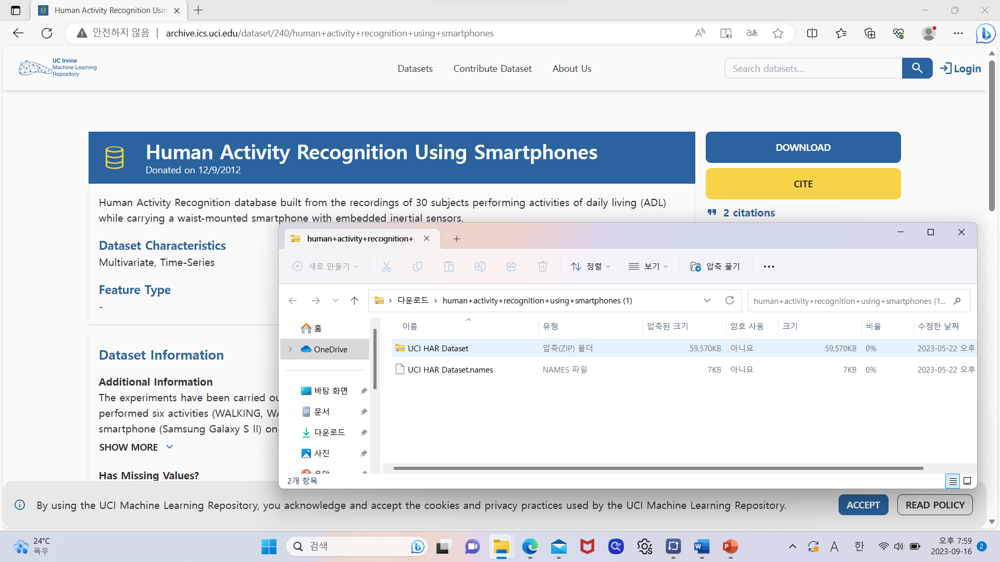 Human Activity Recognition Usin
안전하지 않음
archive.ics.uci.edu/dataset/240/human+activity+recognition+using+smartphones
UC Irvine
Machine Learning
Repository
Datasets
Contribute Dataset
About Us
Search datasets...
Login
Human Activity Recognition Using Smartphones
Donated on 12/9/2012
DOWNLOAD
CITE
2 citations
Human Activity Recognition database built from the recordings of 30 subjects performing activities of daily living (ADL)
while carrying a waist-mounted smartphone with embedded inertial sensors.
Dataset Characteristics
Multivariate, Time-Series
Feature Type
-
Dataset Information
Additional Information
The experiments have been carried ou
performed six activities (WALKING, WA
smartphone (Samsung Galaxy S II) on
SHOW MORE
Has Missing Values?
human+activity+recognition+
새로 만들기
정렬
보기
압축 풀기
다운로드
human+activity+recognition+using+smartphones (1)
human+activity+recognition+using+smartphones (1...
홈
OneDrive
바탕 화면
문서
다운로드
사진
이름 유형 압축된 크기 암호 사용 크기 비율 수정한 날짜
UCI HAR Dataset 압축(ZIP) 폴더 59,570KB 아니요 59,570KB 0% 2023-05-22 오후
UCI HAR Dataset.names NAMES 파일 7KB 아니요 7KB 0% 2023-05-22 오후
2개 항목
By using the UCI Machine Learning Repository, you acknowledge and accept the cookies and privacy practices used by the UCI Machine Learning Repository.
ACCEPT
READ POLICY
24°C
폭우
검색
A
한
오후 7:59
2023-09-16
2